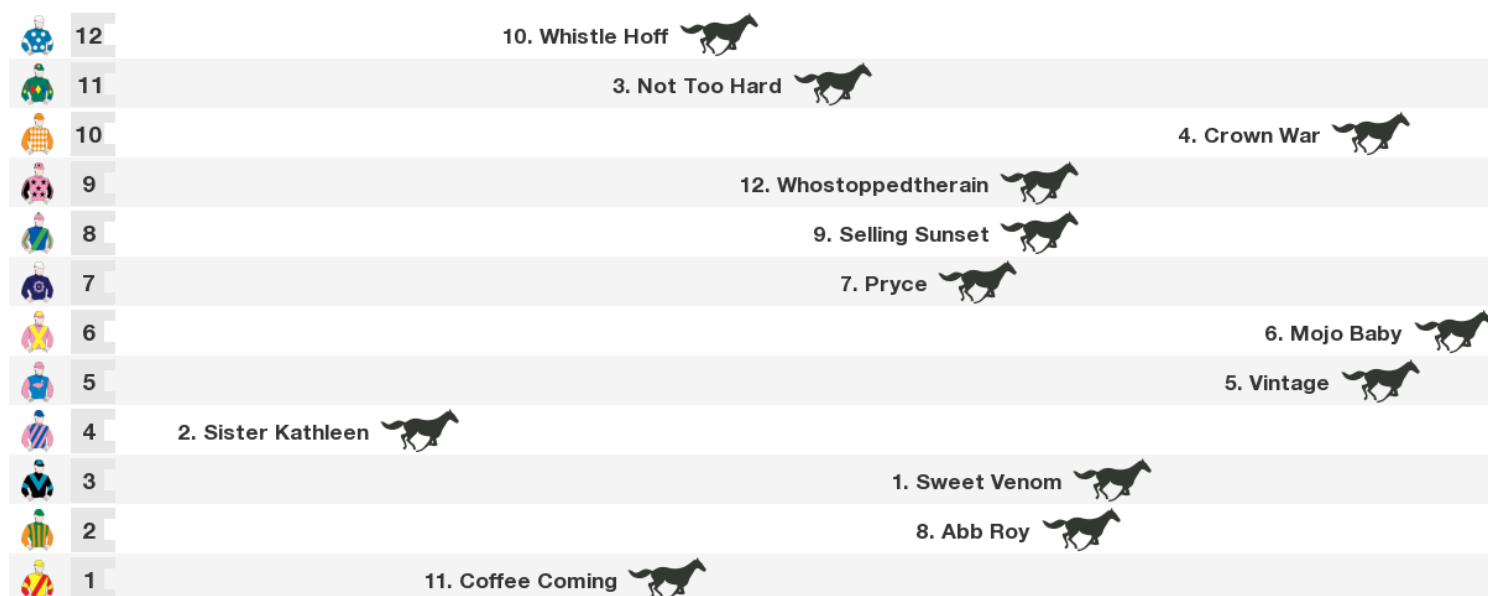 12 10. Whistle Hoff
11 3. Not Too Hard
10 4. Crown War
9 12. Whostoppedtherain
8 9. Selling Sunset
7 7. Pryce
6 6. Mojo Baby
5 5. Vintage
4 2. Sister Kathleen
3 1. Sweet Venom
2 8. Abb Roy
1 11. Coffee Coming